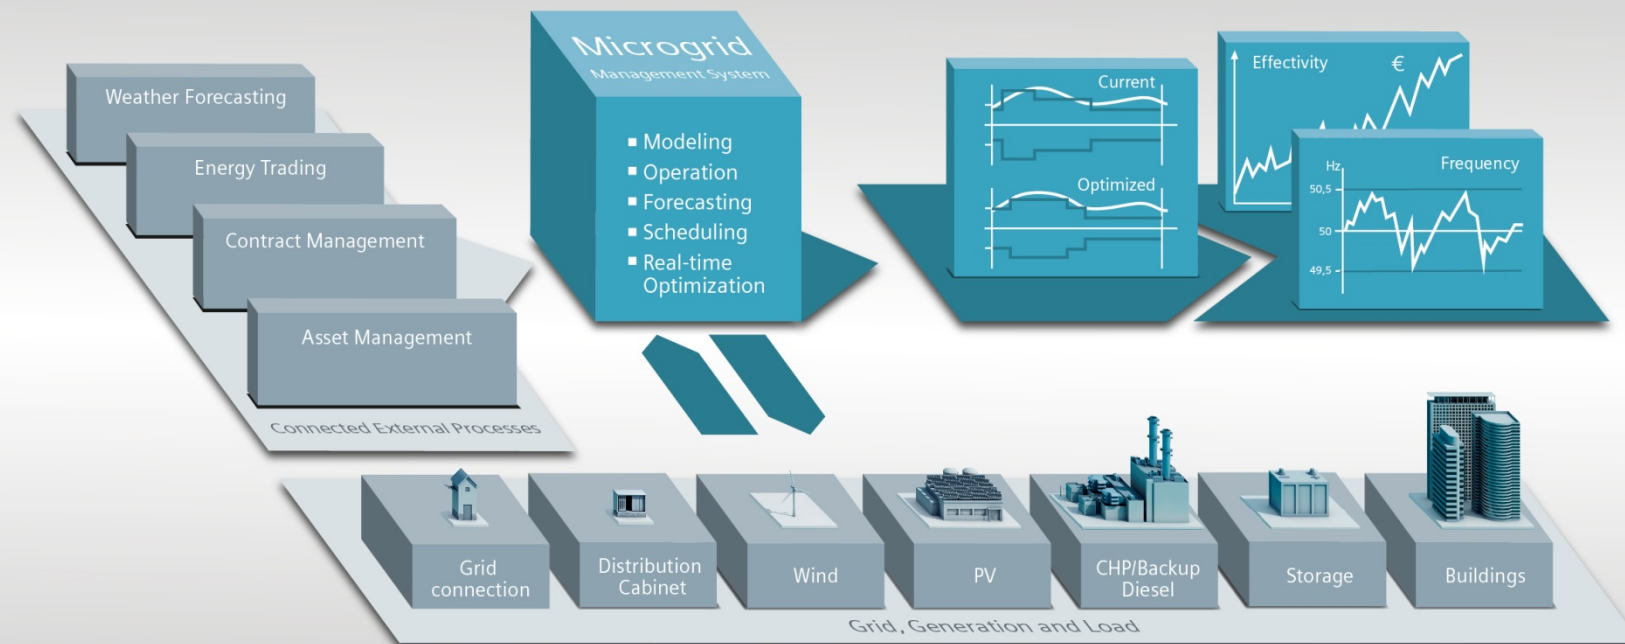 Weather Forecasting
Energy Trading
Contract Management
Asset Management
Connected External Processes
Microgrid
Management System
▪ Modeling
▪ Operation
▪ Forecasting
▪ Scheduling
▪ Real-time
Optimization
Current
Optimized
Effectivity
€
Hz
Frequency
50,5
50
49,5
Grid
connection
Distribution
Cabinet
Wind
PV
CHP/Backup
Diesel
Storage
Buildings
Grid, Generation and Load